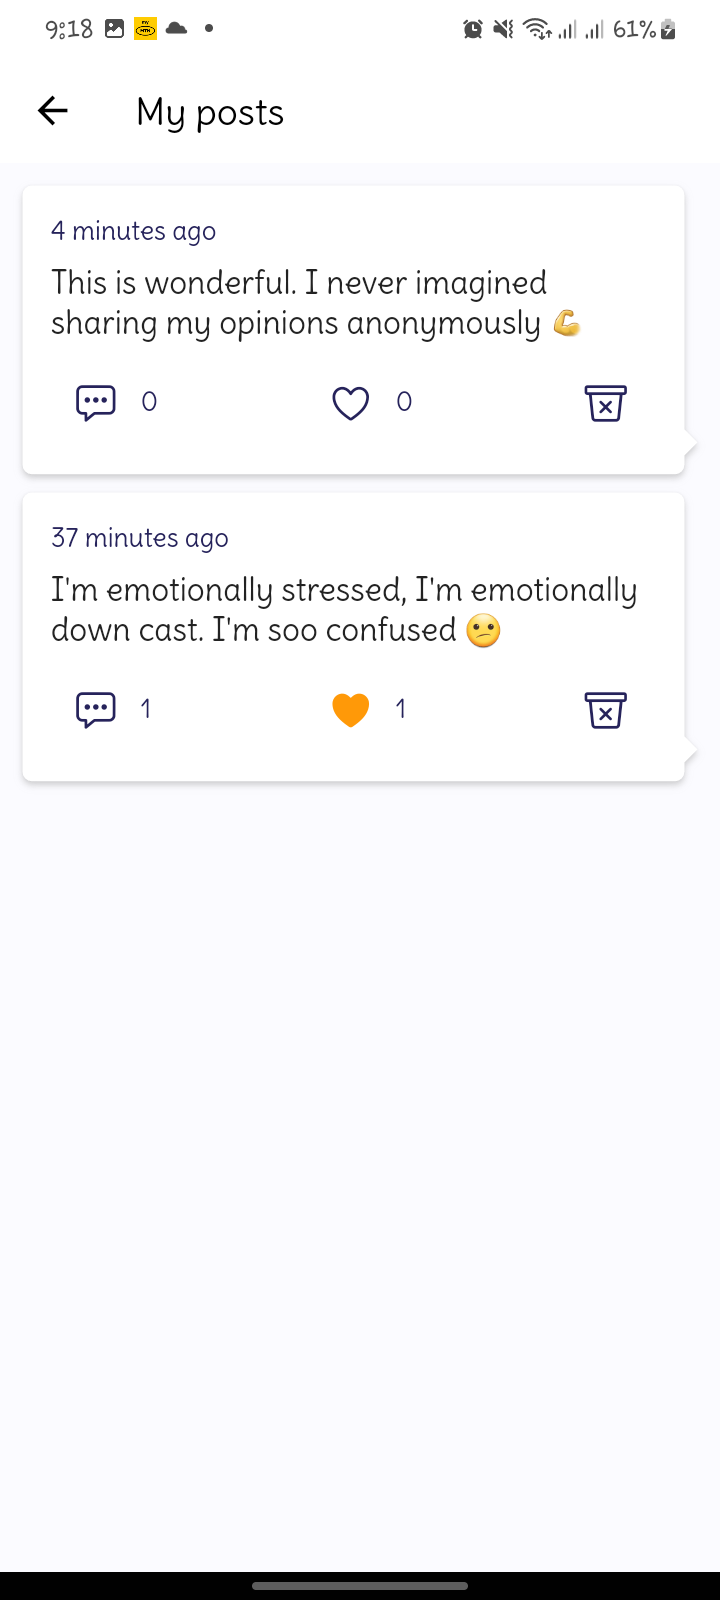 9:18 61%
My posts
4 minutes ago
This is wonderful. I never imagined
sharing my opinions anonymously 💪
0 0
37 minutes ago
I'm emotionally stressed, I'm emotionally
down cast. I'm soo confused 😕
1 1